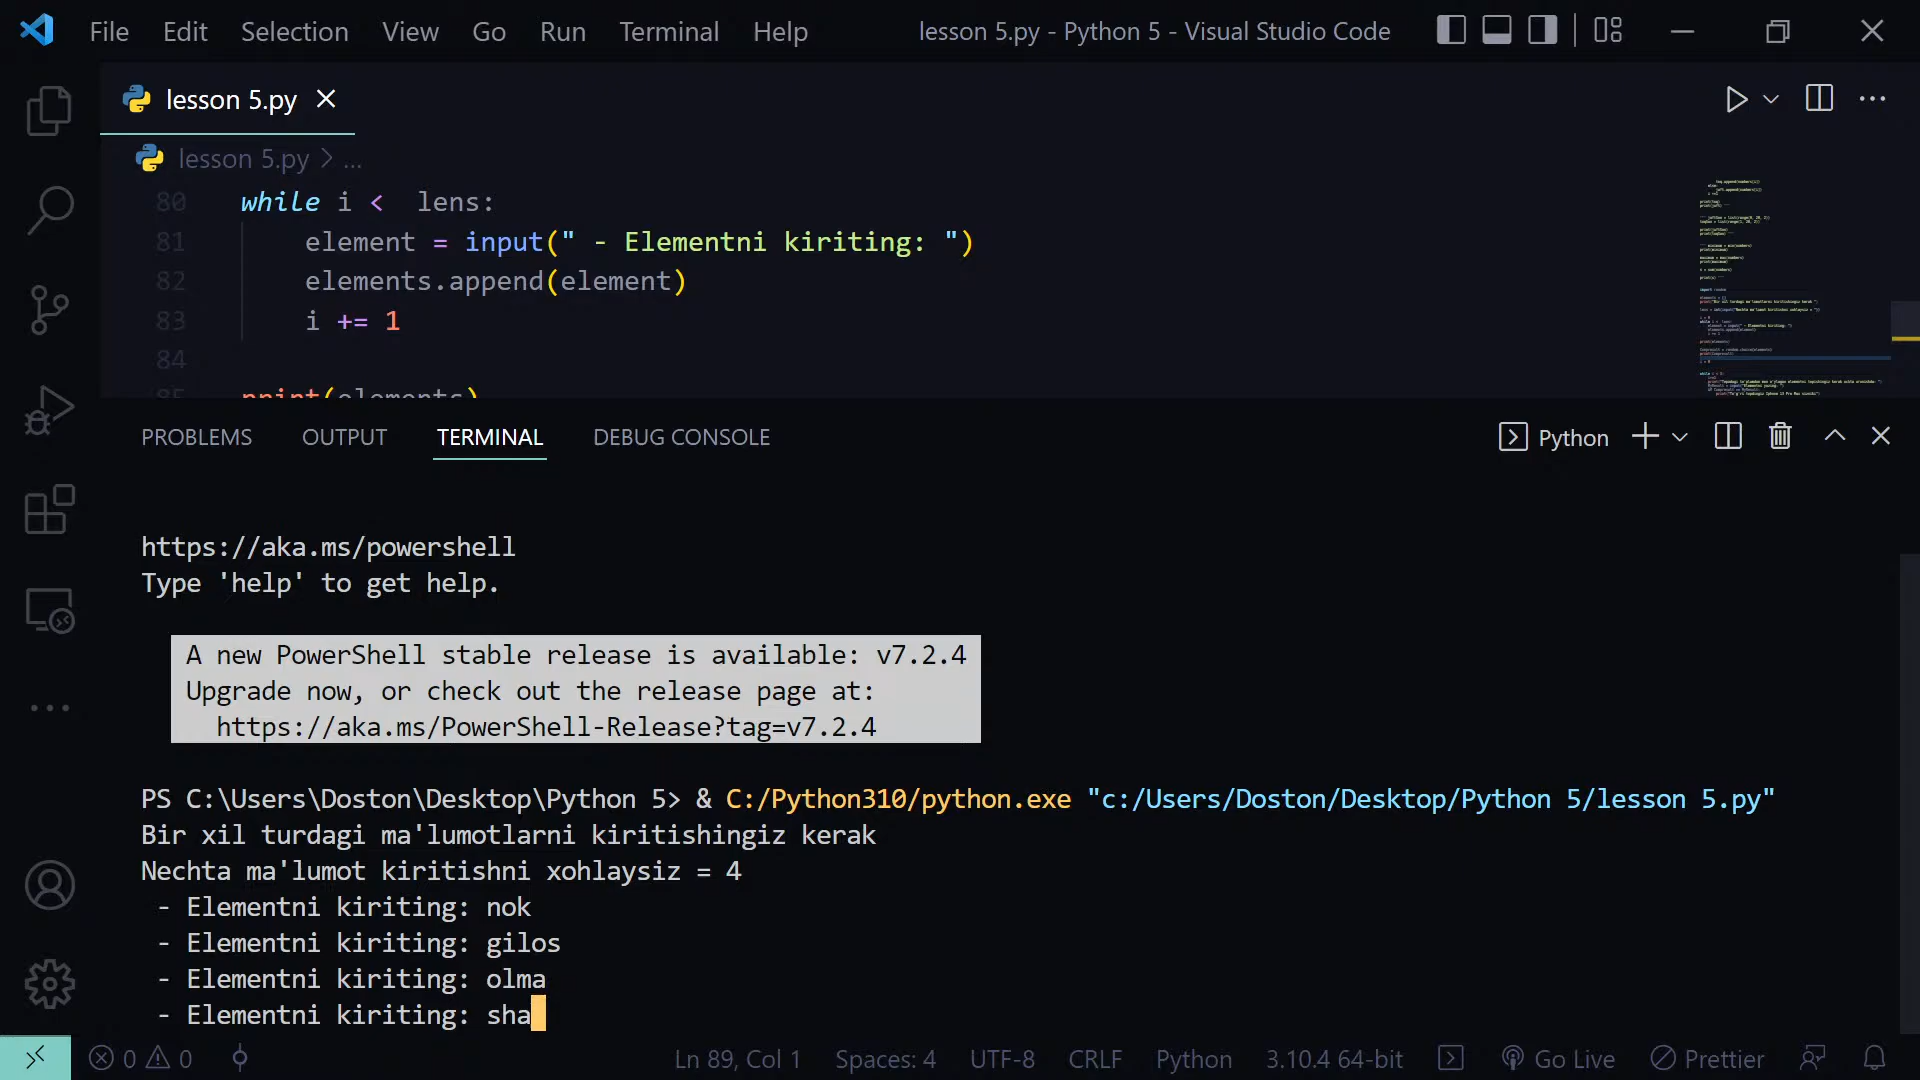 File Edit Selection View Go Run Terminal Help lesson 5.py - Python 5 - Visual Studio Code
lesson 5.py
lesson 5.py > ...
80 while i <  lens:
81 element = input(" - Elementni kiriting: ")
82 elements.append(element)
83 i += 1
84
85 print(elements)
PROBLEMS OUTPUT TERMINAL DEBUG CONSOLE Python
https://aka.ms/powershell
Type 'help' to get help.
A new PowerShell stable release is available: v7.2.4
Upgrade now, or check out the release page at:
https://aka.ms/PowerShell-Release?tag=v7.2.4
PS C:\Users\Doston\Desktop\Python 5> & C:/Python310/python.exe "c:/Users/Doston/Desktop/Python 5/lesson 5.py"
Bir xil turdagi ma'lumotlarni kiritishingiz kerak
Nechta ma'lumot kiritishni xohlaysiz = 4
- Elementni kiriting: nok
- Elementni kiriting: gilos
- Elementni kiriting: olma
- Elementni kiriting: sha
0 0 Ln 89, Col 1 Spaces: 4 UTF-8 CRLF Python 3.10.4 64-bit Go Live Prettier